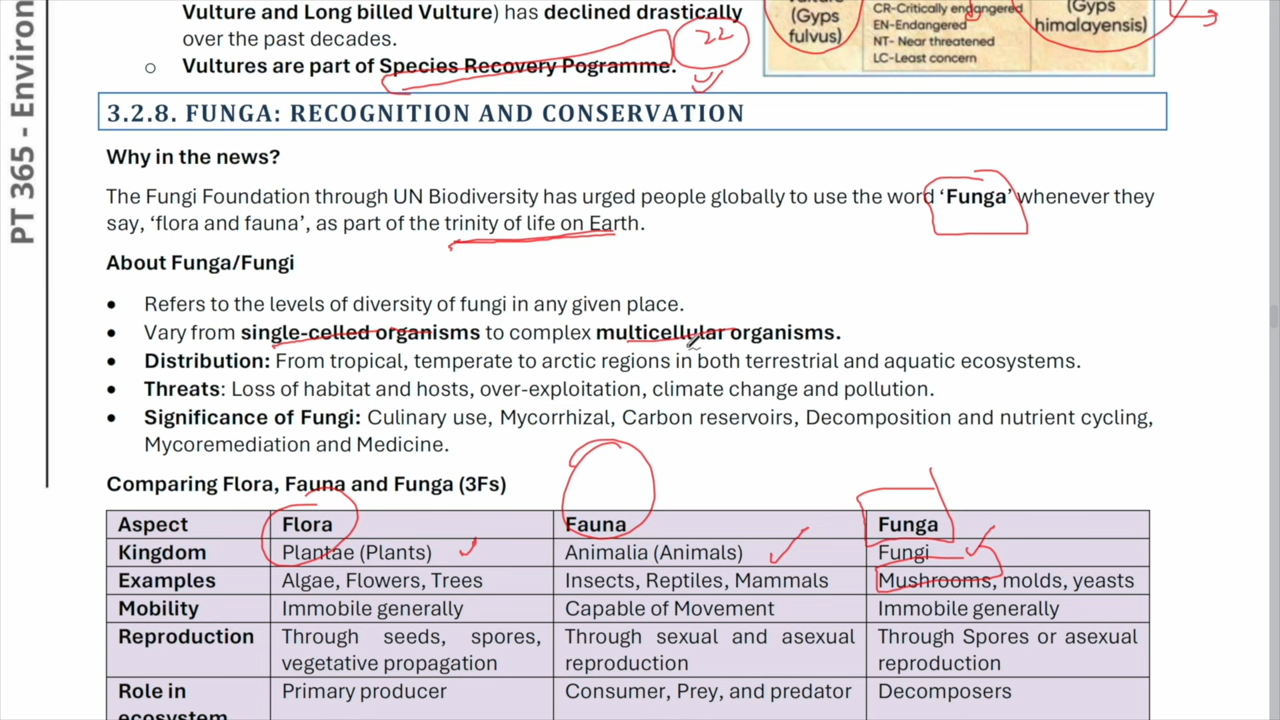 Vulture and Long billed Vulture) has declined drastically
over the past decades.
○ Vultures are part of Species Recovery Pogramme.
22
(Gyps
fulvus)
CR-Critically endangered
EN-Endangered
NT- Near threatened
LC-Least concern
(Gyps
himalayensis)
PT 365 - Environ
3.2.8. FUNGA: RECOGNITION AND CONSERVATION
Why in the news?
The Fungi Foundation through UN Biodiversity has urged people globally to use the word ‘Funga’ whenever they
say, ‘flora and fauna’, as part of the trinity of life on Earth.
About Funga/Fungi
• Refers to the levels of diversity of fungi in any given place.
• Vary from single-celled organisms to complex multicellular organisms.
• Distribution: From tropical, temperate to arctic regions in both terrestrial and aquatic ecosystems.
• Threats: Loss of habitat and hosts, over-exploitation, climate change and pollution.
• Significance of Fungi: Culinary use, Mycorrhizal, Carbon reservoirs, Decomposition and nutrient cycling,
Mycoremediation and Medicine.
Comparing Flora, Fauna and Funga (3Fs)
Aspect Flora Fauna Funga
Kingdom Plantae (Plants) Animalia (Animals) Fungi
Examples Algae, Flowers, Trees Insects, Reptiles, Mammals Mushrooms, molds, yeasts
Mobility Immobile generally Capable of Movement Immobile generally
Reproduction Through seeds, spores, Through sexual and asexual Through Spores or asexual
vegetative propagation reproduction reproduction
Role in Primary producer Consumer, Prey, and predator Decomposers
ecosystem